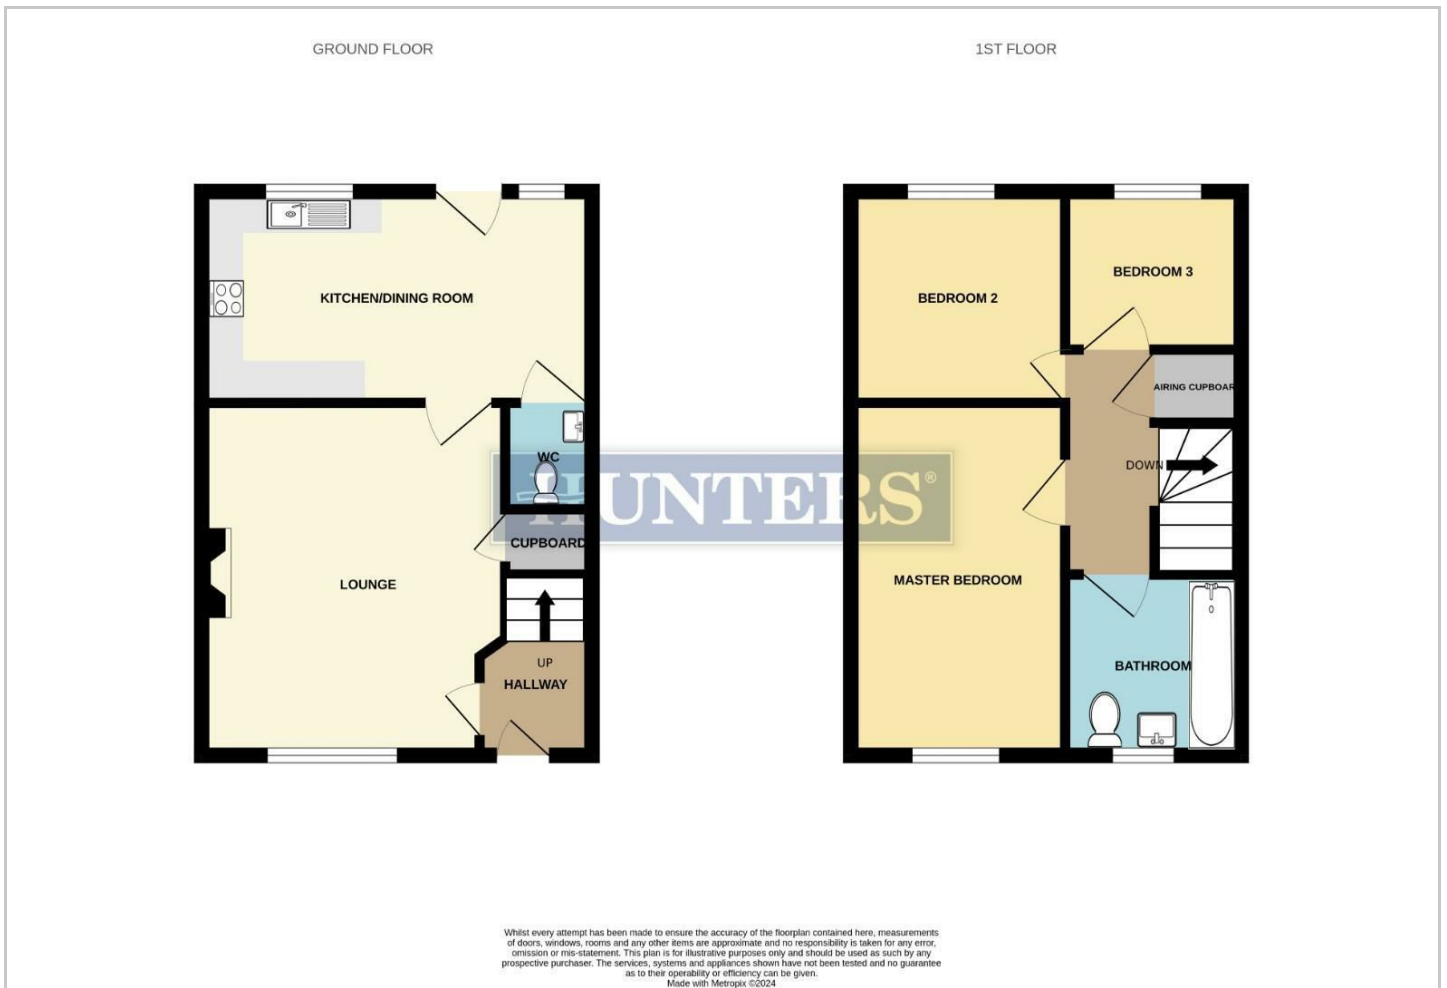 GROUND FLOOR
1ST FLOOR
KITCHEN/DINING ROOM
WC
CUPBOARD
LOUNGE
UP
HALLWAY
BEDROOM 2
BEDROOM 3
AIRING CUPBOAR
DOWN
MASTER BEDROOM
BATHROOM
HUNTERS®
Whilst every attempt has been made to ensure the accuracy of the floorplan contained here, measurements
of doors, windows, rooms and any other items are approximate and no responsibility is taken for any error,
omission or mis-statement. This plan is for illustrative purposes only and should be used as such by any
prospective purchaser. The services, systems and appliances shown have not been tested and no guarantee
as to their operability or efficiency can be given.
Made with Metropix ©2024